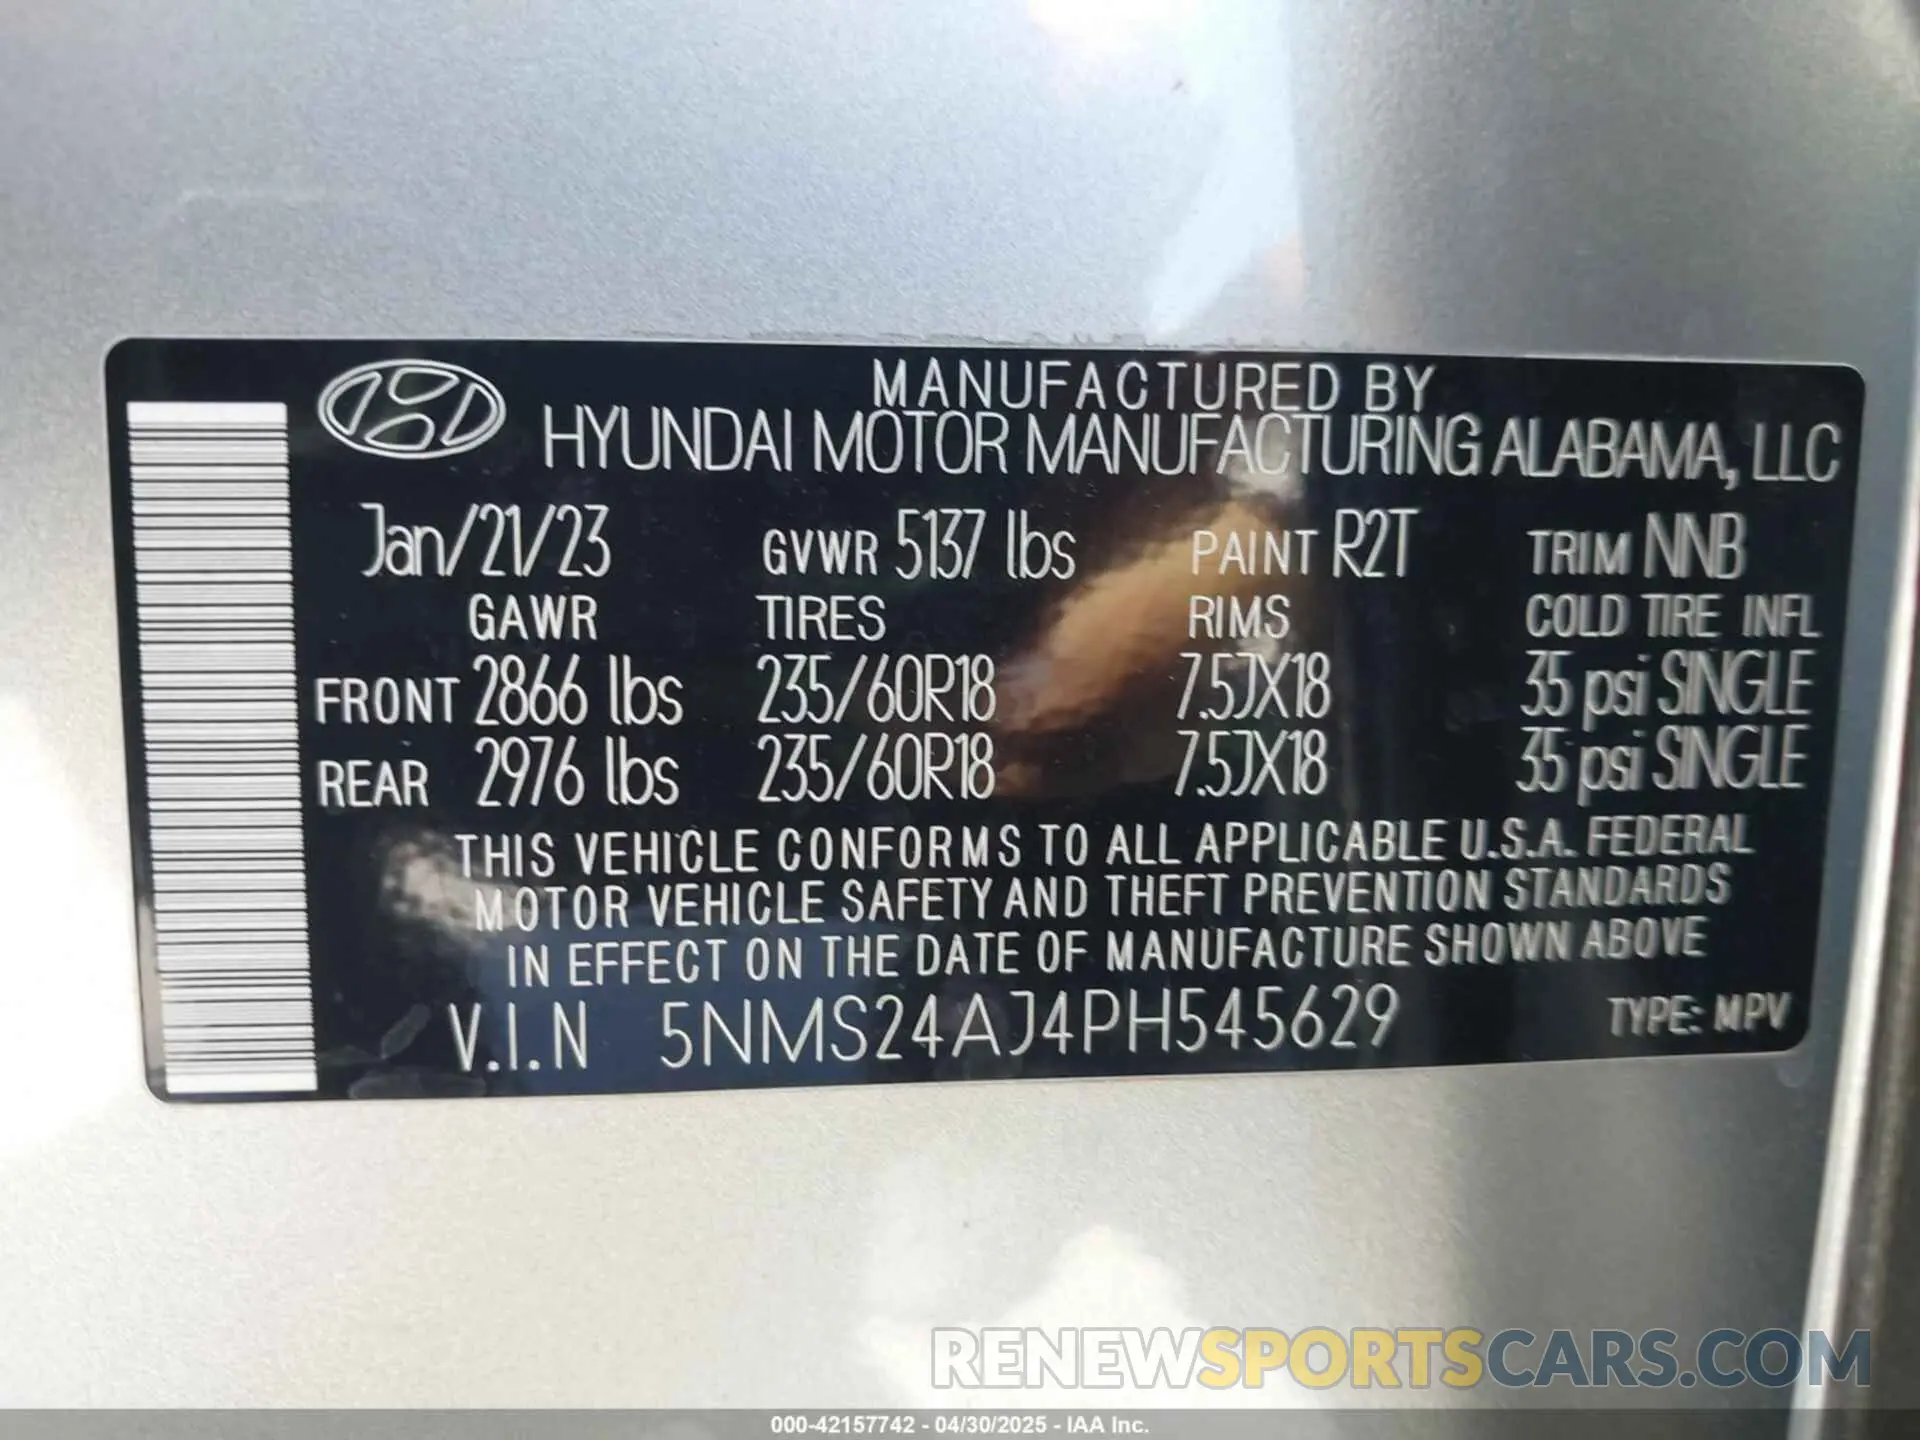 MANUFACTURED BY
HYUNDAI MOTOR MANUFACTURING ALABAMA, LLC
Jan/21/23 GVWR 5137 lbs PAINT R2T TRIM NNB
GAWR TIRES RIMS COLD TIRE INFL
FRONT 2866 lbs 235/60R18 7.5JX18 35 psi SINGLE
REAR 2976 lbs 235/60R18 7.5JX18 35 psi SINGLE
THIS VEHICLE CONFORMS TO ALL APPLICABLE U.S.A. FEDERAL
MOTOR VEHICLE SAFETY AND THEFT PREVENTION STANDARDS
IN EFFECT ON THE DATE OF MANUFACTURE SHOWN ABOVE
V.I.N 5NMS24AJ4PH545629 TYPE: MPV
RENEWSPORTSCARS.COM
000-42157742 - 04/30/2025 - IAA Inc.